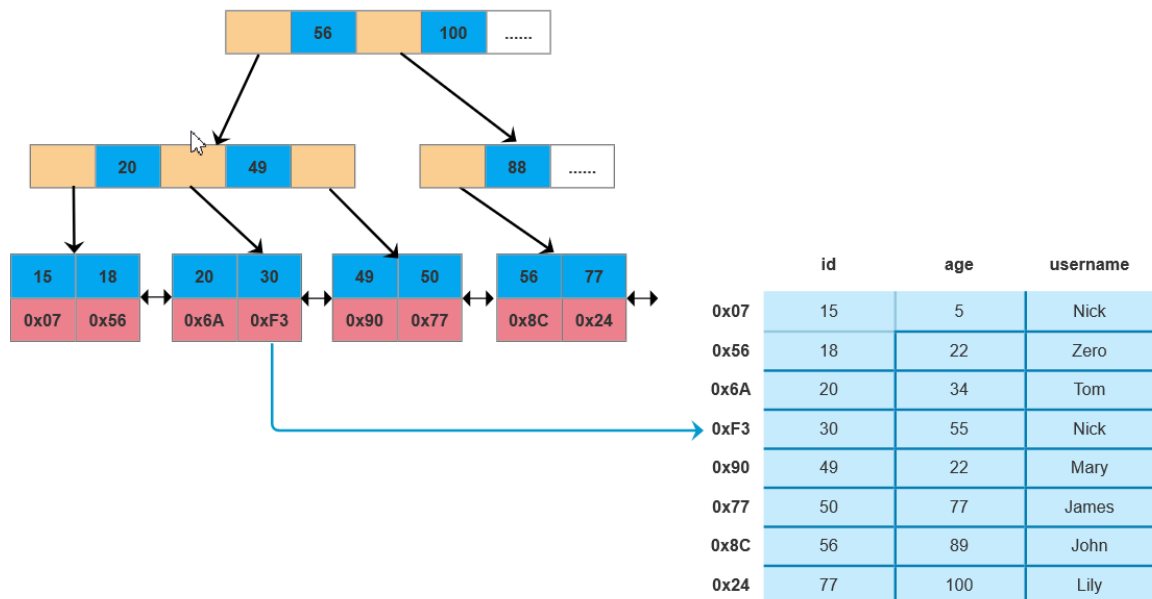 56 100 ......
20 49
88 ......
15 18 20 30 49 50 56 77
0x07 0x56 0x6A 0xF3 0x90 0x77 0x8C 0x24
id age username
0x07 15 5 Nick
0x56 18 22 Zero
0x6A 20 34 Tom
0xF3 30 55 Nick
0x90 49 22 Mary
0x77 50 77 James
0x8C 56 89 John
0x24 77 100 Lily